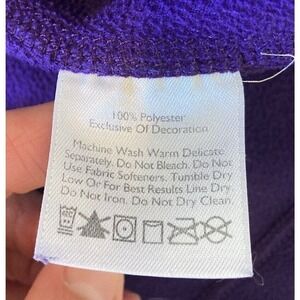 100% Polyester
Exclusive Of Decoration
Machine Wash Warm Delicate
Separately. Do Not Bleach. Do Not
Use Fabric Softeners. Tumble Dry
Low Or For Best Results Line Dry.
Do Not Iron. Do Not Dry Clean.